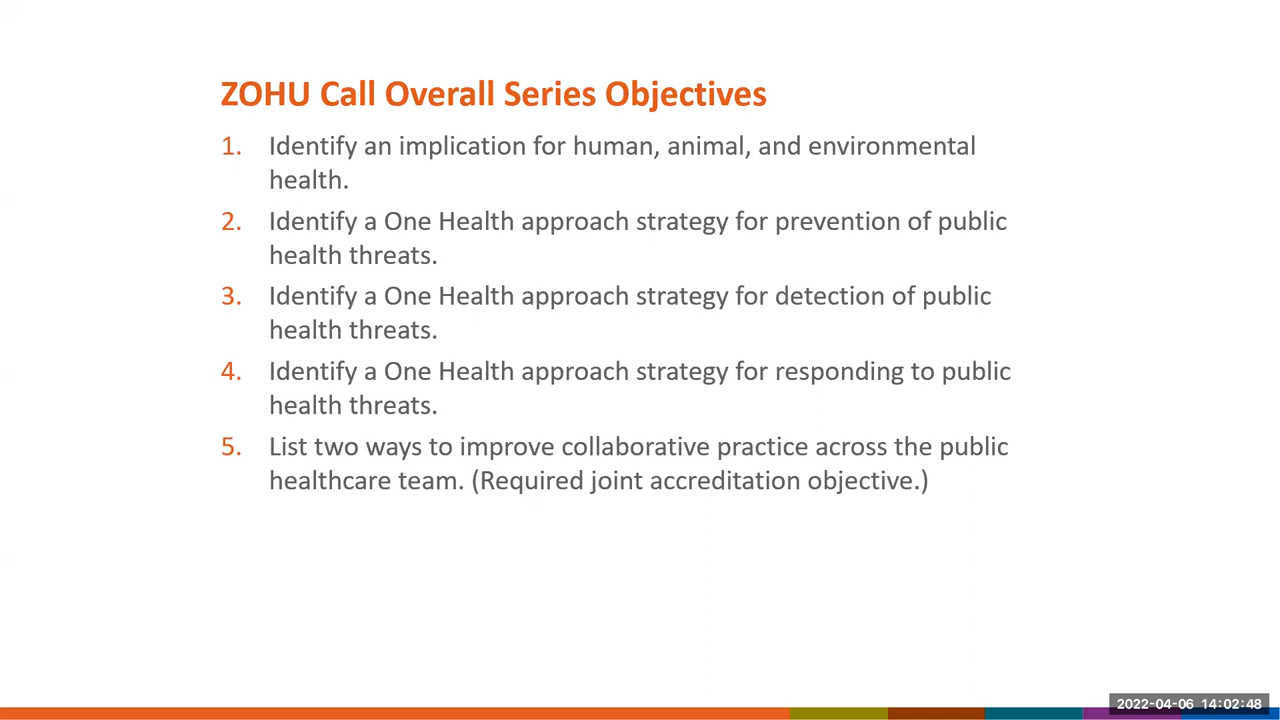 ZOHU Call Overall Series Objectives
1. Identify an implication for human, animal, and environmental
health.
2. Identify a One Health approach strategy for prevention of public
health threats.
3. Identify a One Health approach strategy for detection of public
health threats.
4. Identify a One Health approach strategy for responding to public
health threats.
5. List two ways to improve collaborative practice across the public
healthcare team. (Required joint accreditation objective.)
2022-04-06 14:02:48